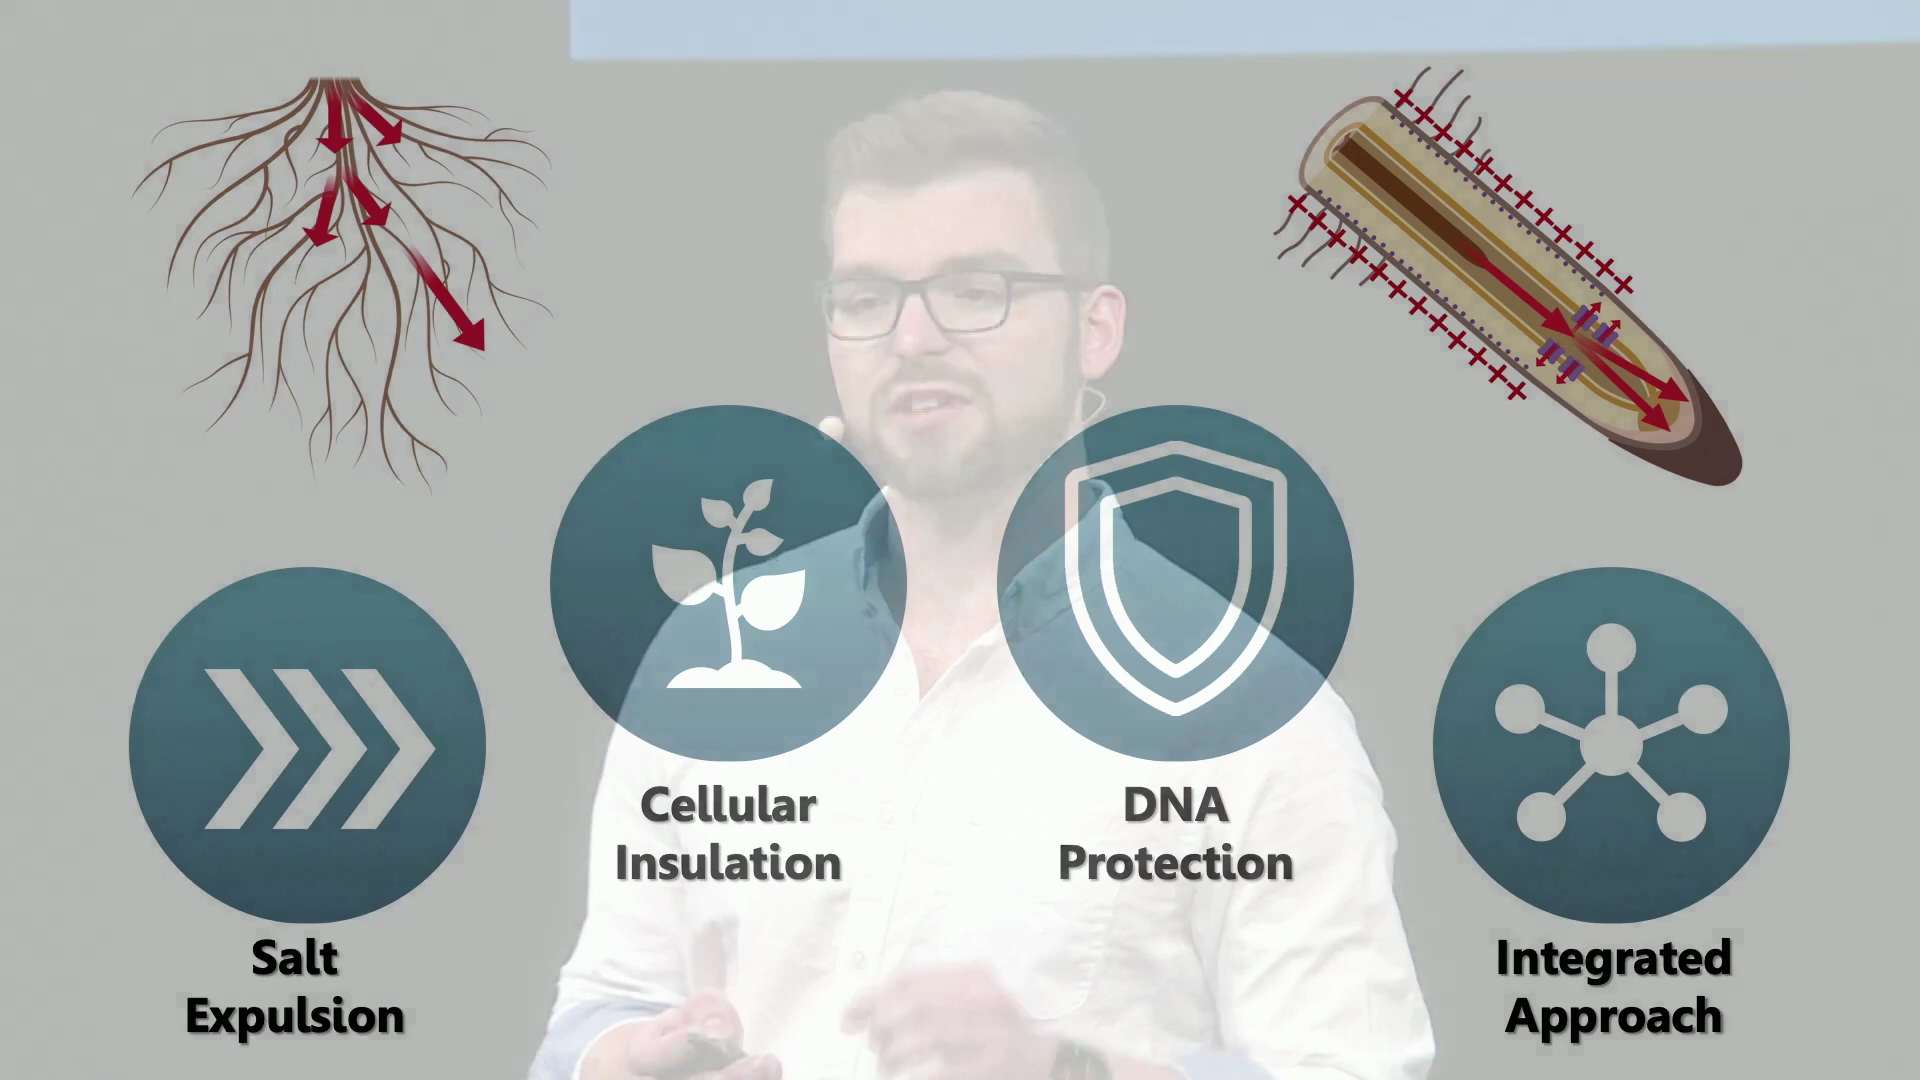 Cellular
Insulation
DNA
Protection
Salt
Expulsion
Integrated
Approach